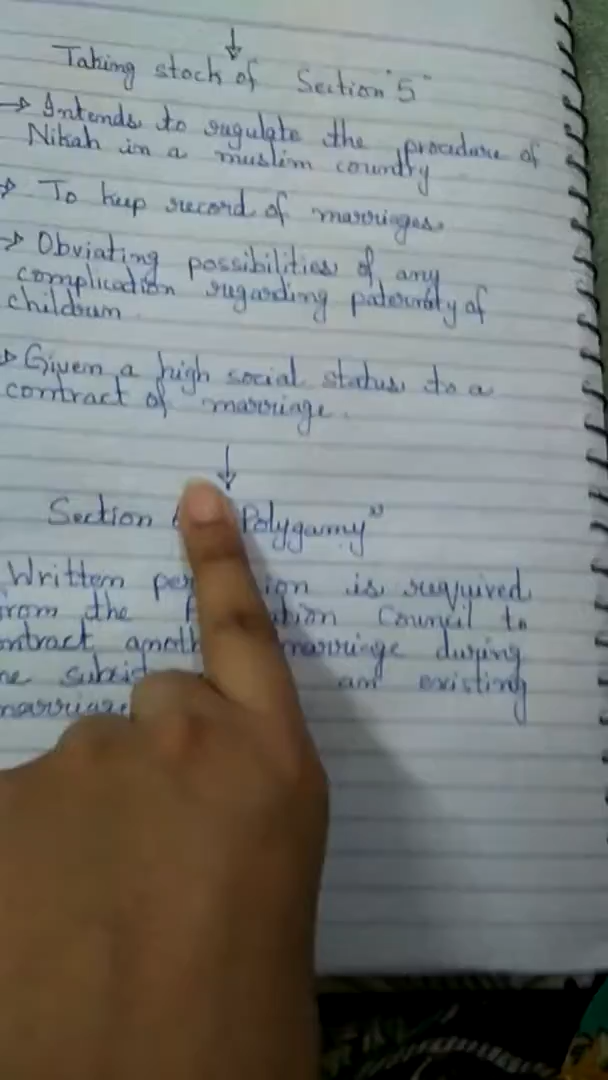 Taking stock of Section "5"
→ Intends to regulate the procedure of
Nikah in a muslim country
→ To keep record of marriages.
→ Obviating possibilities of any
complication regarding paternity of
children
→ Given a high social status to a
contract of marriage.
Section Polygamy"
Written is required
from the Council to
marriage during
an existing
marriage